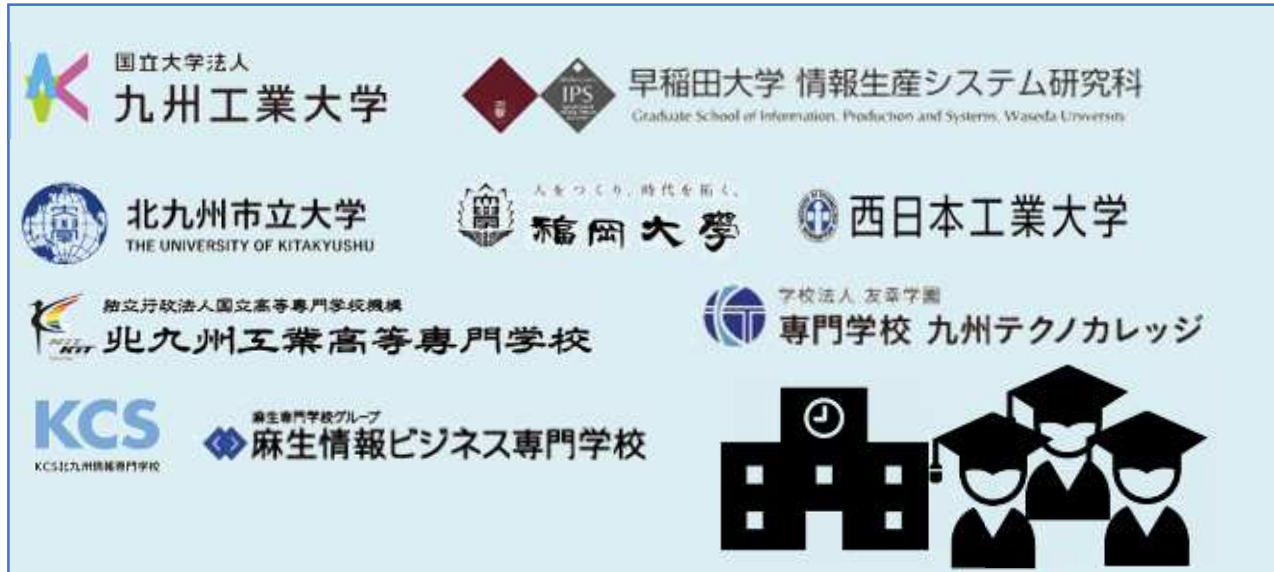 国立大学法人
九州工業大学
IPS
早稲田大学 情報生産システム研究科
Graduate School of Information, Production and Systems, Waseda University
北九州市立大学
THE UNIVERSITY OF KITAKYUSHU
人をつくり、時代を拓く。
福岡大學
西日本工業大学
独立行政法人国立高等専門学校機構
北九州工業高等専門学校
学校法人 友幸学園
専門学校 九州テクノカレッジ
KCS
KCS北九州情報専門学校
麻生専門学校グループ
麻生情報ビジネス専門学校